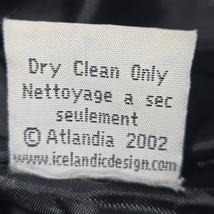 Dry Clean Only
Nettoyage a sec
seulement
© Atlandia 2002
www.icelandicdesign.com